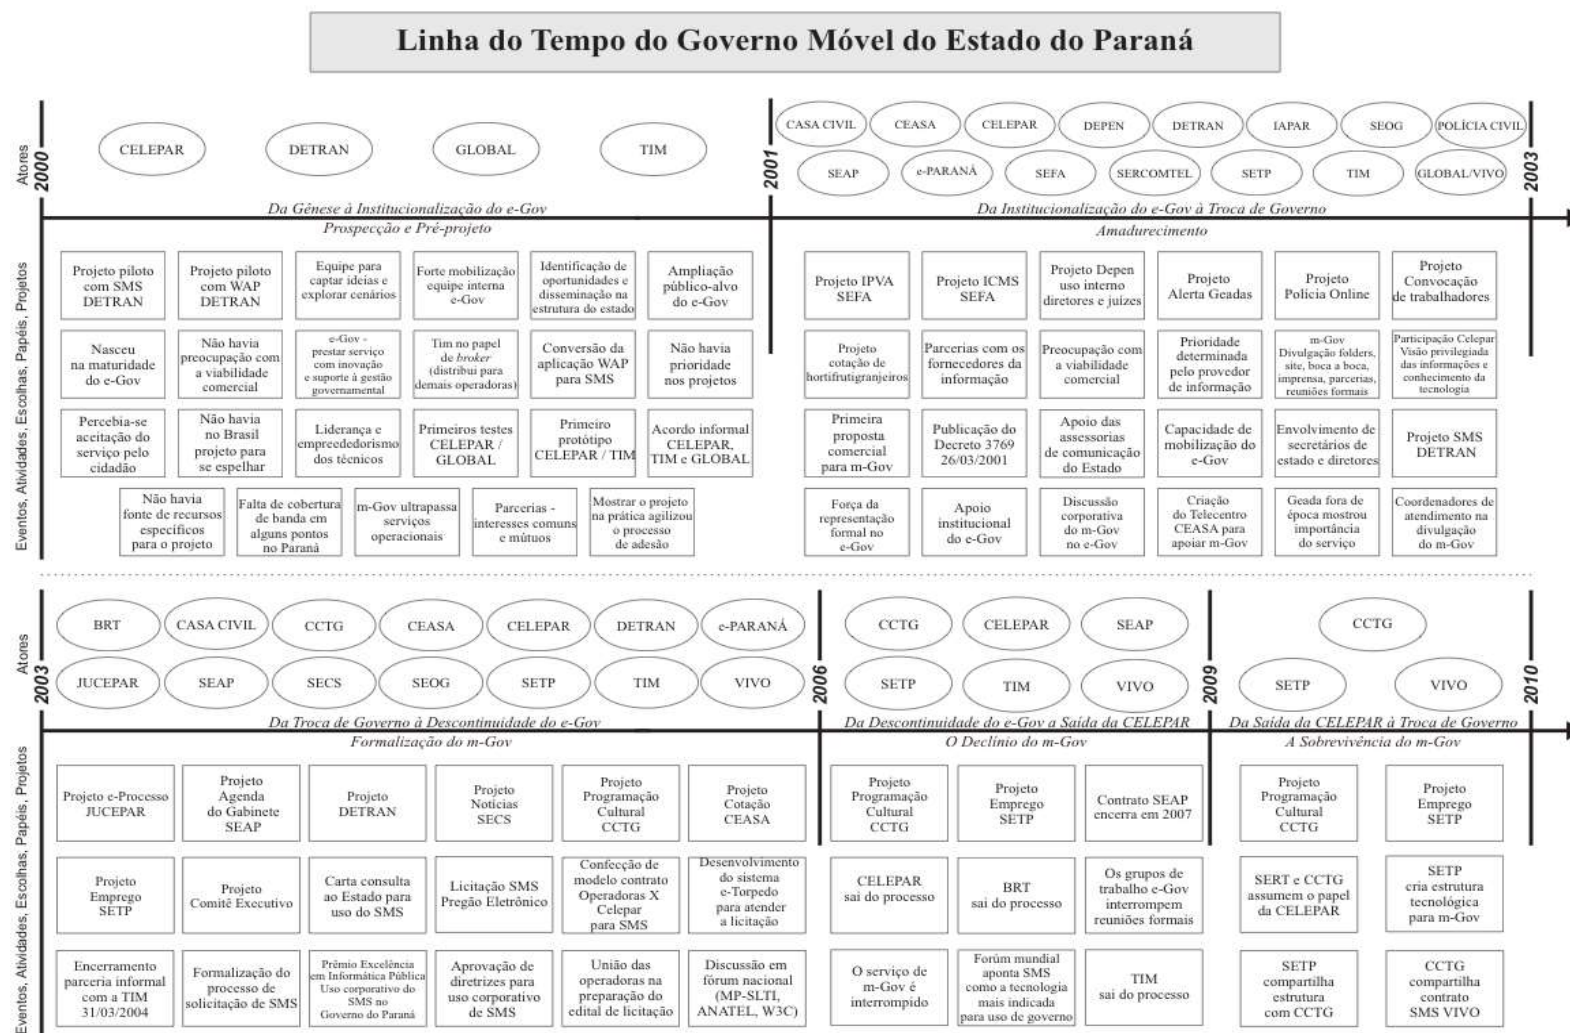 Linha do Tempo do Governo Móvel do Estado do Paraná
Atores
2000
CELEPAR
DETRAN
GLOBAL
TIM
2001
CASA CIVIL
CEASA
CELEPAR
DEPEN
DETRAN
IAPAR
SEOG
POLÍCIA CIVIL
SEAP
e-PARANÁ
SEFA
SERCOMTEL
SETP
TIM
GLOBAL/VIVO
2003
Da Gênese à Institucionalização do e-Gov
Prospecção e Pré-projeto
Da Institucionalização do e-Gov à Troca de Governo
Amadurecimento
Eventos, Atividades, Escolhas, Papéis, Projetos
Projeto piloto
com SMS
DETRAN
Projeto piloto
com WAP
DETRAN
Equipe para
captar ideias e
explorar cenários
Forte mobilização
equipe interna
e-Gov
Identificação de
oportunidades e
disseminação na
estrutura do estado
Ampliação
público-alvo
do e-Gov
Projeto IPVA
SEFA
Projeto ICMS
SEFA
Projeto Depen
uso interno
diretores e juízes
Projeto
Alerta Geadas
Projeto
Polícia Online
Projeto
Convocação
de trabalhadores
Nasceu
na maturidade
do e-Gov
Não havia
preocupação com
a viabilidade
comercial
e-Gov -
prestar serviço
com inovação
e suporte à gestão
governamental
Tim no papel
de broker
(distribui para
demais operadoras)
Conversão da
aplicação WAP
para SMS
Não havia
prioridade
nos projetos
Projeto
cotação de
hortifrutigranjeiros
Parcerias com os
fornecedores da
informação
Preocupação com
a viabilidade
comercial
Prioridade
determinada
pelo provedor
de informação
m-Gov
Divulgação folders,
site, boca a boca,
imprensa, parcerias,
reuniões formais
Participação Celepar
Visão privilegiada
das informações e
conhecimento da
tecnologia
Percebia-se
aceitação do
serviço pelo
cidadão
Não havia
no Brasil
projeto para
se espelhar
Liderança e
empreededorismo
dos técnicos
Primeiros testes
CELEPAR /
GLOBAL
Primeiro
protótipo
CELEPAR / TIM
Acordo informal
CELEPAR,
TIM e GLOBAL
Primeira
proposta
comercial
para m-Gov
Publicação do
Decreto 3769
26/03/2001
Apoio das
assessorias
de comunicação
do Estado
Capacidade de
mobilização do
e-Gov
Envolvimento de
secretários de
estado e diretores
Projeto SMS
DETRAN
Não havia
fonte de recursos
específicos
para o projeto
Falta de cobertura
de banda em
alguns pontos
no Paraná
m-Gov ultrapassa
serviços
operacionais
Parcerias -
interesses comuns
e mútuos
Mostrar o projeto
na prática agilizou
o processo
de adesão
Força da
representação
formal no
e-Gov
Apoio
institucional
do e-Gov
Discussão
corporativa
do m-Gov
no e-Gov
Criação
do Telecentro
CEASA para
apoiar m-Gov
Geada fora de
época mostrou
importância
do serviço
Coordenadores de
atendimento na
divulgação
do m-Gov
Atores
2003
BRT
CASA CIVIL
CCTG
CEASA
CELEPAR
DETRAN
e-PARANÁ
JUCEPAR
SEAP
SECS
SEOG
SETP
TIM
VIVO
2006
CCTG
CELEPAR
SEAP
SETP
TIM
VIVO
2009
CCTG
SETP
VIVO
2010
Da Troca de Governo à Descontinuidade do e-Gov
Formalização do m-Gov
Da Descontinuidade do e-Gov a Saída da CELEPAR
O Declínio do m-Gov
Da Saída da CELEPAR à Troca de Governo
A Sobrevivência do m-Gov
Eventos, Atividades, Escolhas, Papéis, Projetos
Projeto e-Processo
JUCEPAR
Projeto
Agenda
do Gabinete
SEAP
Projeto
DETRAN
Projeto
Notícias
SECS
Projeto
Programação
Cultural
CCTG
Projeto
Cotação
CEASA
Projeto
Programação
Cultural
CCTG
Projeto
Emprego
SETP
Contrato SEAP
encerra em 2007
Projeto
Programação
Cultural
CCTG
Projeto
Emprego
SETP
Projeto
Emprego
SETP
Projeto
Comitê Executivo
Carta consulta
ao Estado para
uso do SMS
Licitação SMS
Pregão Eletrônico
Confecção de
modelo contrato
Operadoras X
Celepar
para SMS
Desenvolvimento
do sistema
e-Torpedo
para atender
a licitação
CELEPAR
sai do processo
BRT
sai do processo
Os grupos de
trabalho e-Gov
interrompem
reuniões formais
SERT e CCTG
assumem o papel
da CELEPAR
SETP
cria estrutura
tecnológica
para m-Gov
Encerramento
parceria informal
com a TIM
31/03/2004
Formalização do
processo de
solicitação de SMS
Prêmio Excelência
em Informática Pública
Uso corporativo do
SMS no
Governo do Paraná
Aprovação de
diretrizes para
uso corporativo
de SMS
União das
operadoras na
preparação do
edital de licitação
Discussão em
fórum nacional
(MP-SLTI,
ANATEL, W3C)
O serviço de
m-Gov é
interrompido
Forúm mundial
aponta SMS
como a tecnologia
mais indicada
para uso de governo
TIM
sai do processo
SETP
compartilha
estrutura
com CCTG
CCTG
compartilha
contrato
SMS VIVO